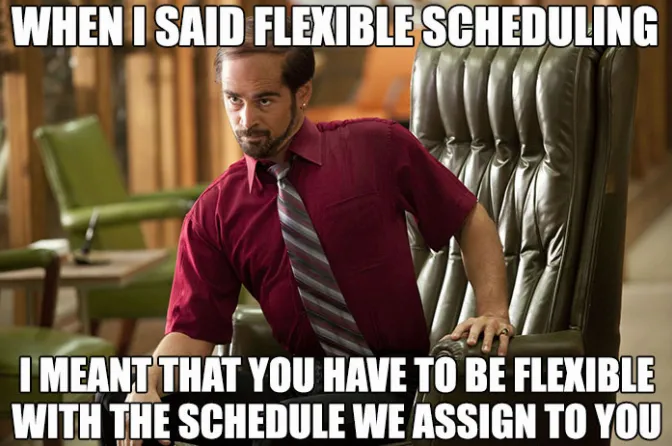 WHEN I SAID FLEXIBLE SCHEDULING
I MEANT THAT YOU HAVE TO BE FLEXIBLE
WITH THE SCHEDULE WE ASSIGN TO YOU